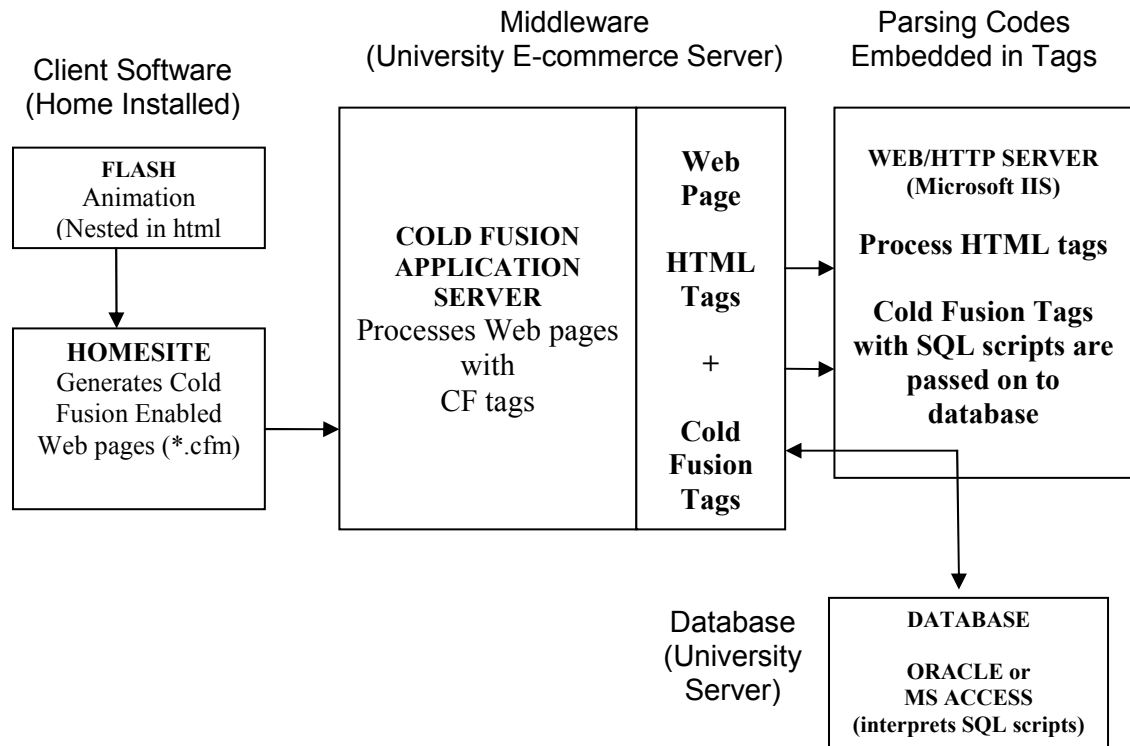 Client Software
(Home Installed)
FLASH
Animation
(Nested in html
HOMESITE
Generates Cold
Fusion Enabled
Web pages (*.cfm)
Middleware
(University E-commerce Server)
COLD FUSION
APPLICATION
SERVER
Processes Web pages
with
CF tags
Web
Page
HTML
Tags
+
Cold
Fusion
Tags
Parsing Codes
Embedded in Tags
WEB/HTTP SERVER
(Microsoft IIS)
Process HTML tags
Cold Fusion Tags
with SQL scripts are
passed on to
database
Database
(University
Server)
DATABASE
ORACLE or
MS ACCESS
(interprets SQL scripts)